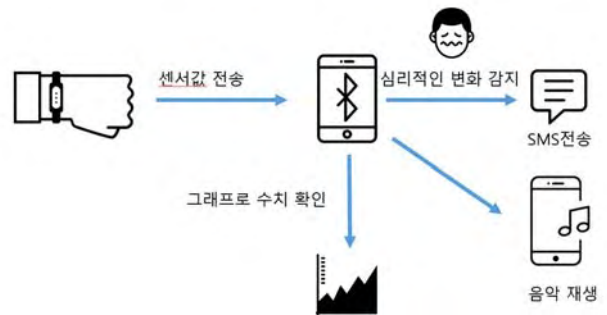 센서값 전송
심리적인 변화 감지
SMS전송
그래프로 수치 확인
음악 재생